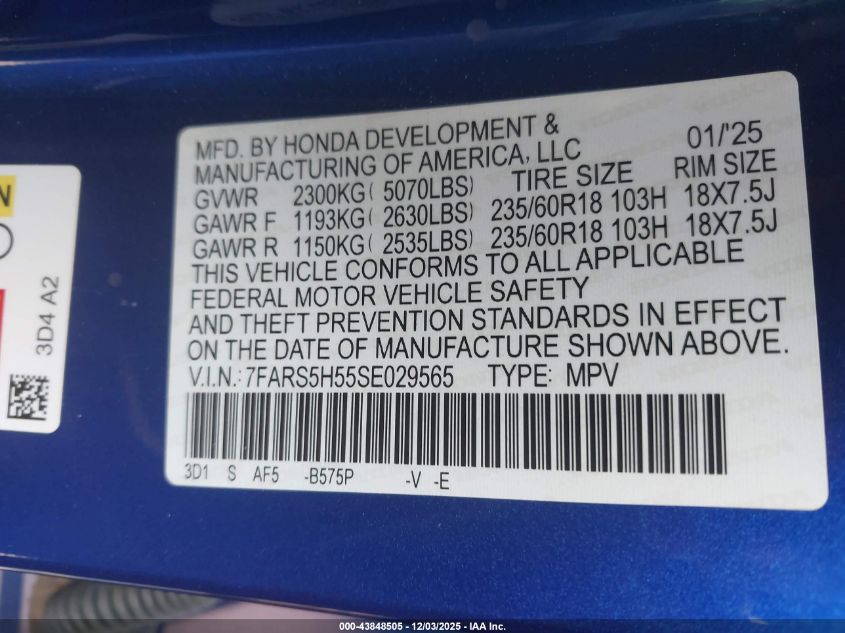 MFD. BY HONDA DEVELOPMENT &
MANUFACTURING OF AMERICA, LLC 01/'25
GVWR 2300KG( 5070LBS) TIRE SIZE RIM SIZE
GAWR F 1193KG( 2630LBS) 235/60R18 103H 18X7.5J
GAWR R 1150KG( 2535LBS) 235/60R18 103H 18X7.5J
THIS VEHICLE CONFORMS TO ALL APPLICABLE
FEDERAL MOTOR VEHICLE SAFETY
AND THEFT PREVENTION STANDARDS IN EFFECT
ON THE DATE OF MANUFACTURE SHOWN ABOVE.
V.I.N.: 7FARS5H55SE029565 TYPE: MPV
3D1 S AF5 -B575P -V -E
N
3D4 A2
000-43848505 - 12/03/2025 - IAA Inc.